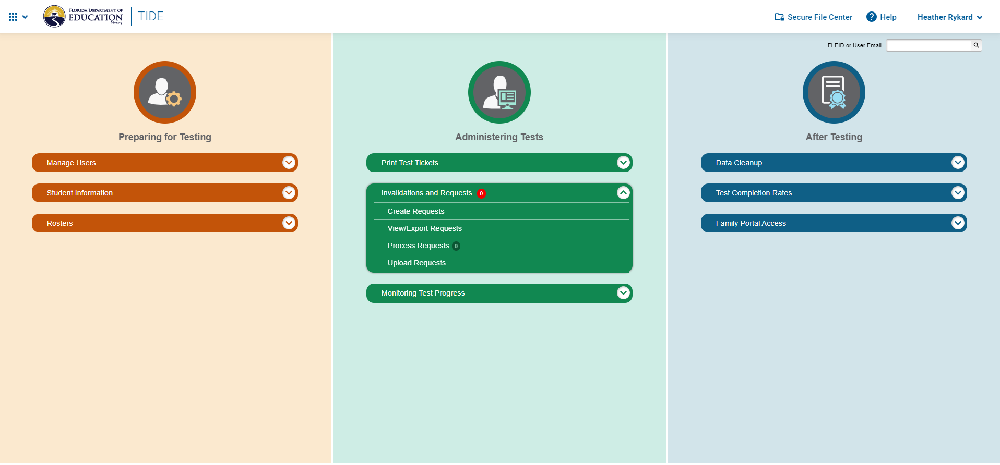 FLORIDA DEPARTMENT OF
EDUCATION
fldoe.org
TIDE
Secure File Center
? Help
Heather Rykard
FLEID or User Email
Preparing for Testing
Manage Users
Student Information
Rosters
Administering Tests
Print Test Tickets
Invalidations and Requests 0
Create Requests
View/Export Requests
Process Requests 0
Upload Requests
Monitoring Test Progress
After Testing
Data Cleanup
Test Completion Rates
Family Portal Access